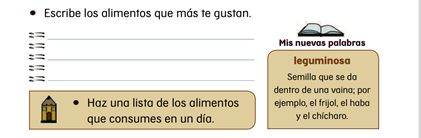 • Escribe los alimentos que más te gustan.
Mis nuevas palabras
leguminosa
Semilla que se da
dentro de una vaina; por
ejemplo, el frijol, el haba
y el chícharo.
• Haz una lista de los alimentos
que consumes en un día.